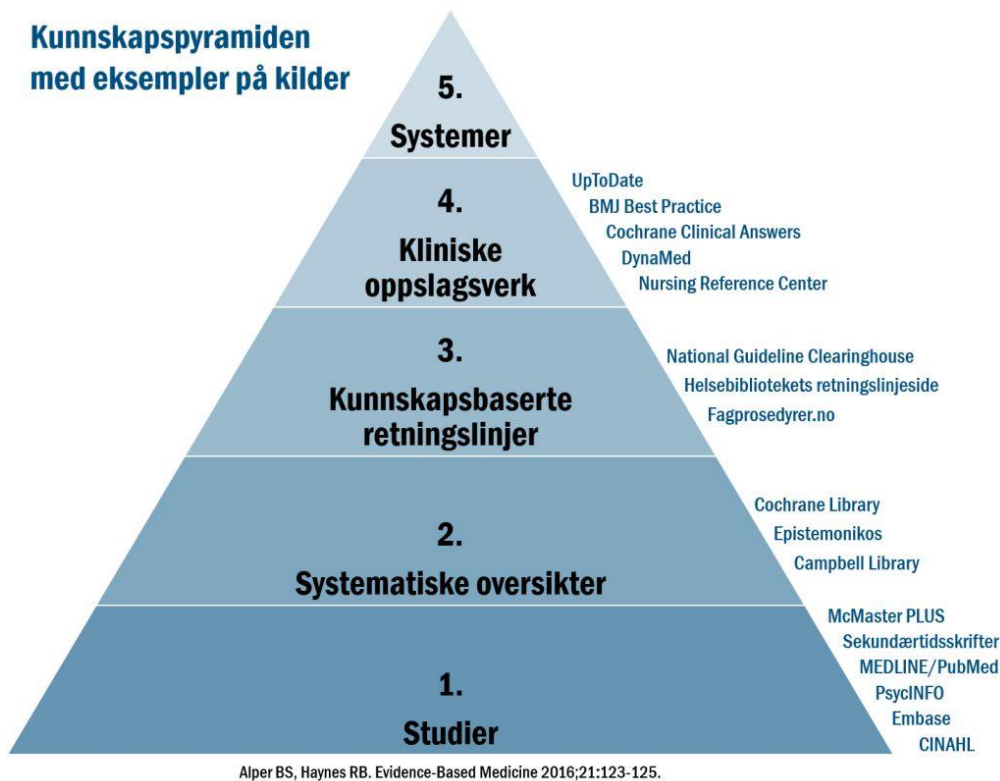 Kunnskapspyramiden
med eksempler på kilder
5.
Systemer
4.
Kliniske
oppslagsverk
UpToDate
BMJ Best Practice
Cochrane Clinical Answers
DynaMed
Nursing Reference Center
3.
Kunnskapsbaserte
retningslinjer
National Guideline Clearinghouse
Helsebibliotekets retningslinjeside
Fagprosedyrer.no
2.
Systematiske oversikter
Cochrane Library
Epistemonikos
Campbell Library
1.
Studier
McMaster PLUS
Sekundærtidsskrifter
MEDLINE/PubMed
PsycINFO
Embase
CINAHL
Alper BS, Haynes RB. Evidence-Based Medicine 2016;21:123-125.